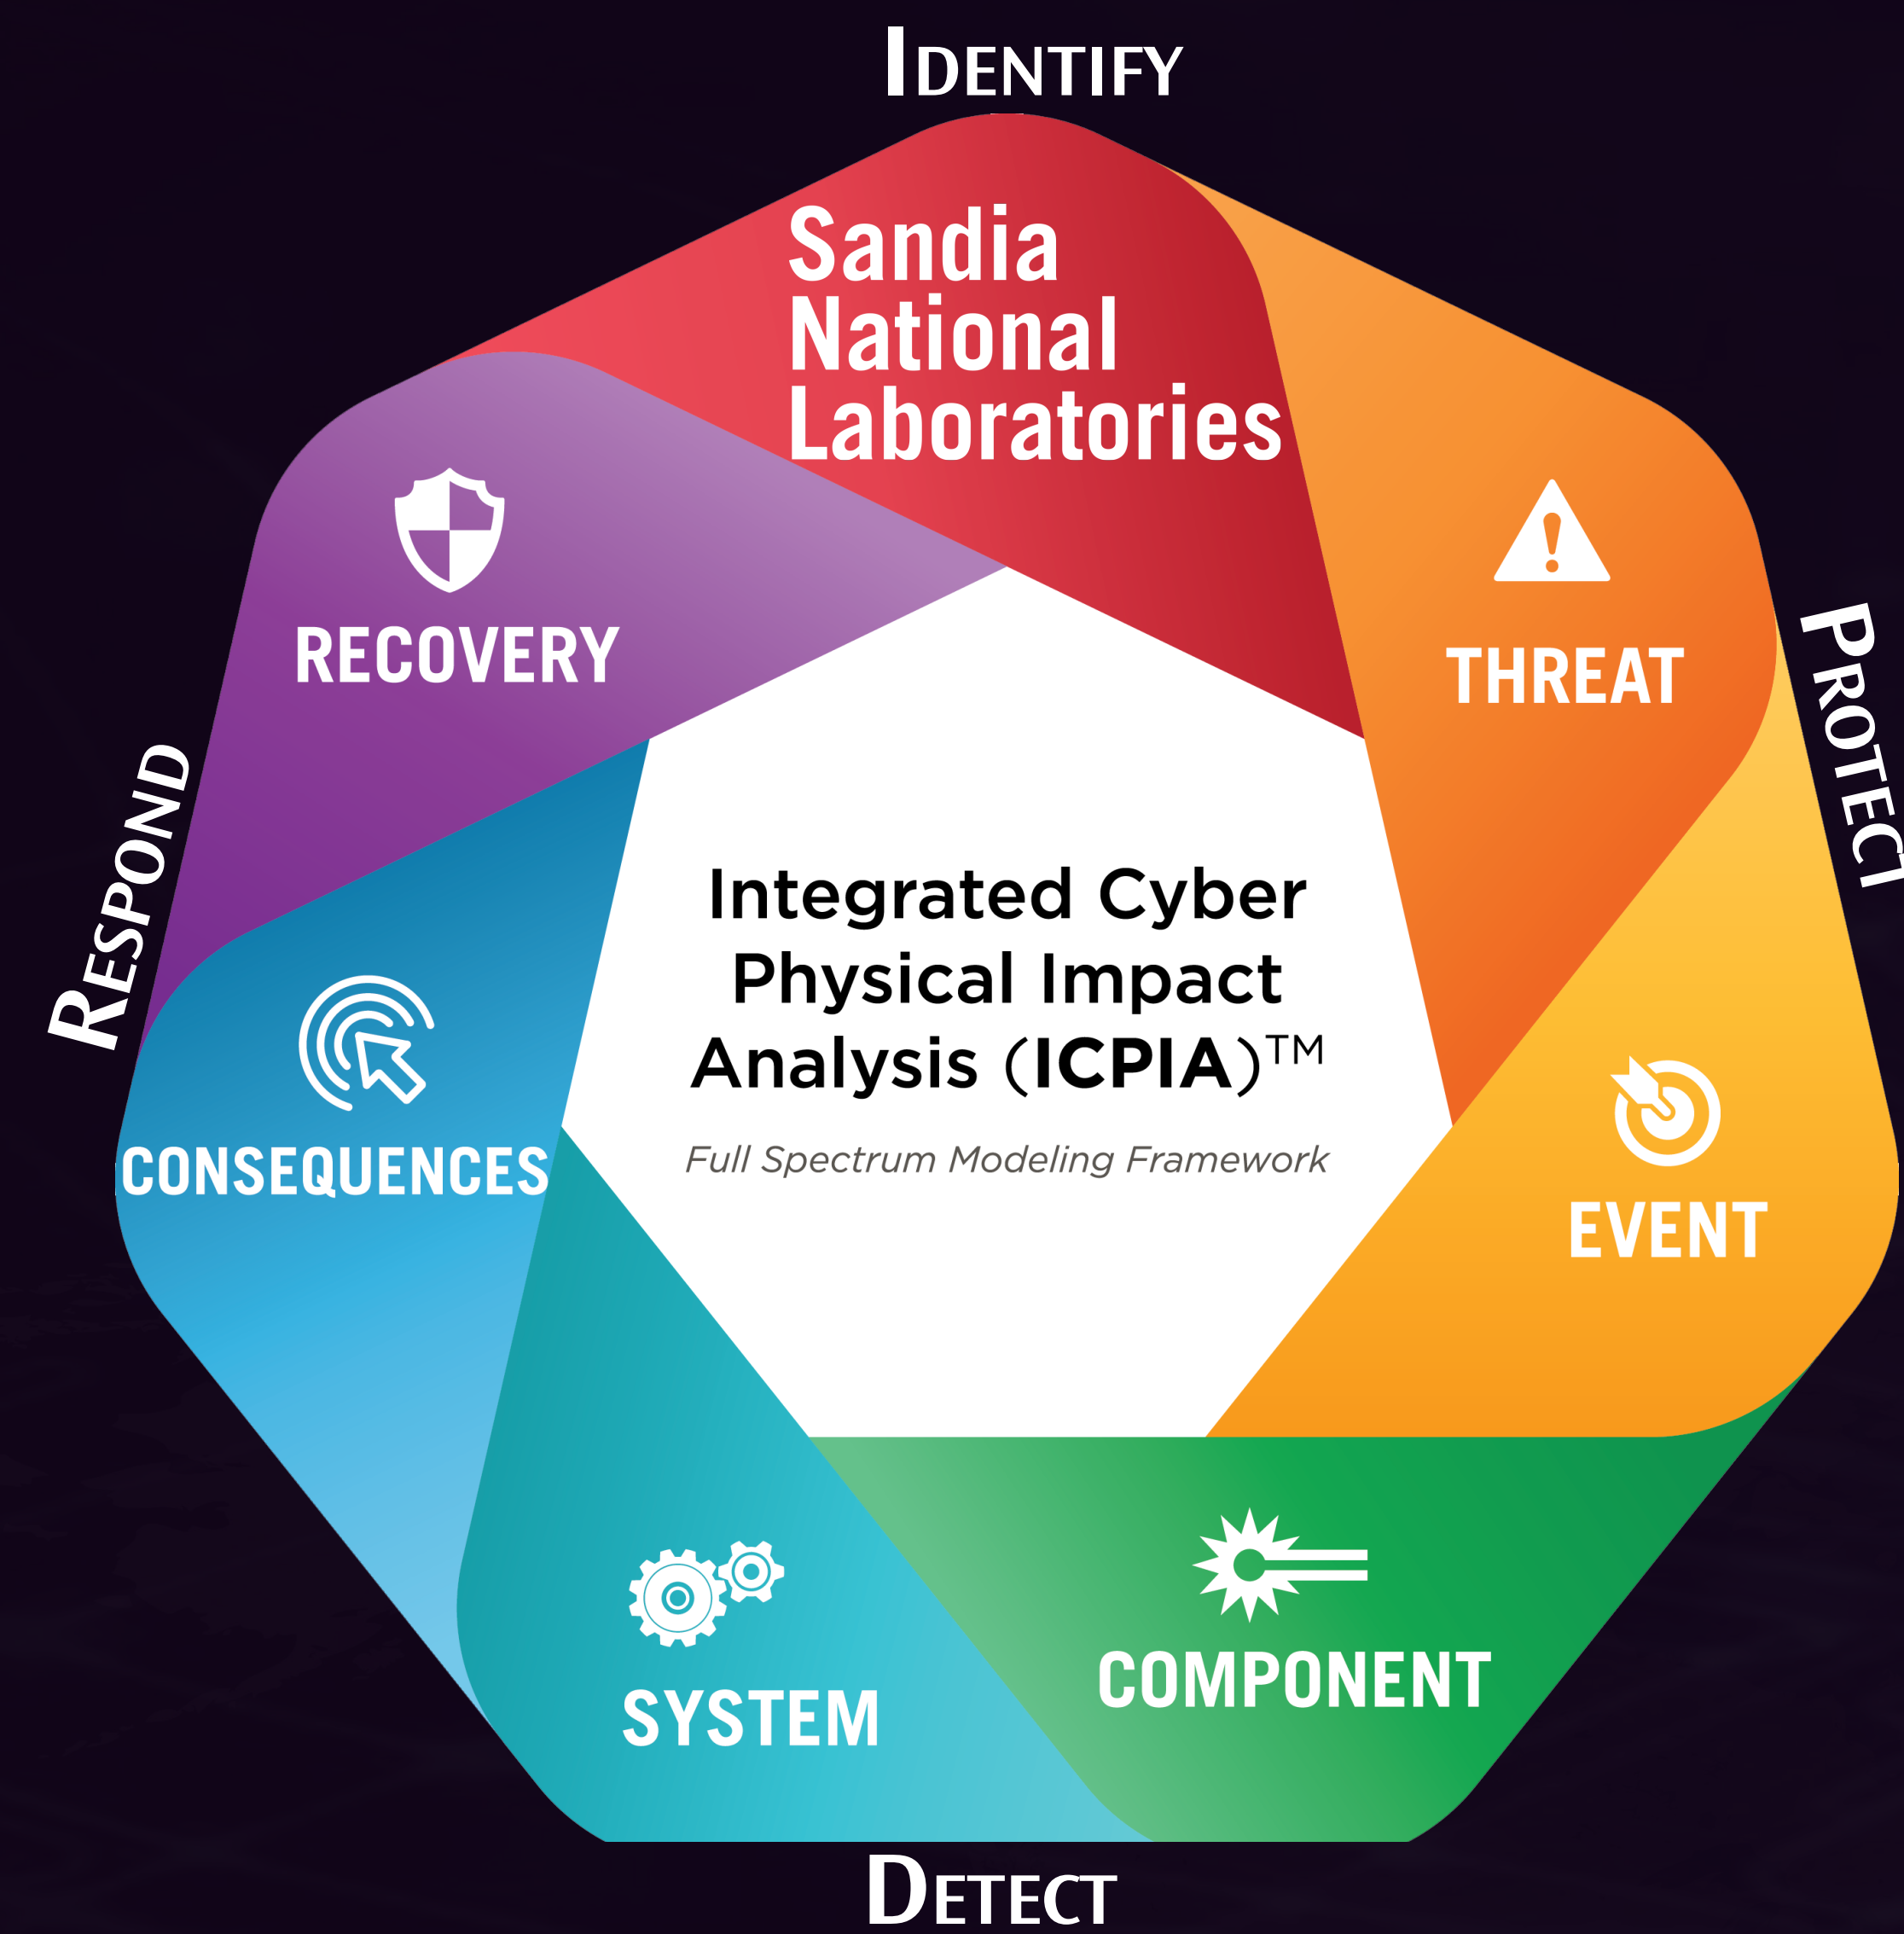 IDENTIFY
Sandia
National
Laboratories
THREAT
PROTECT
EVENT
COMPONENT
DETECT
SYSTEM
CONSEQUENCES
RESPOND
RECOVERY
Integrated Cyber
Physical Impact
Analysis (ICPIA)™
Full Spectrum Modeling Framework